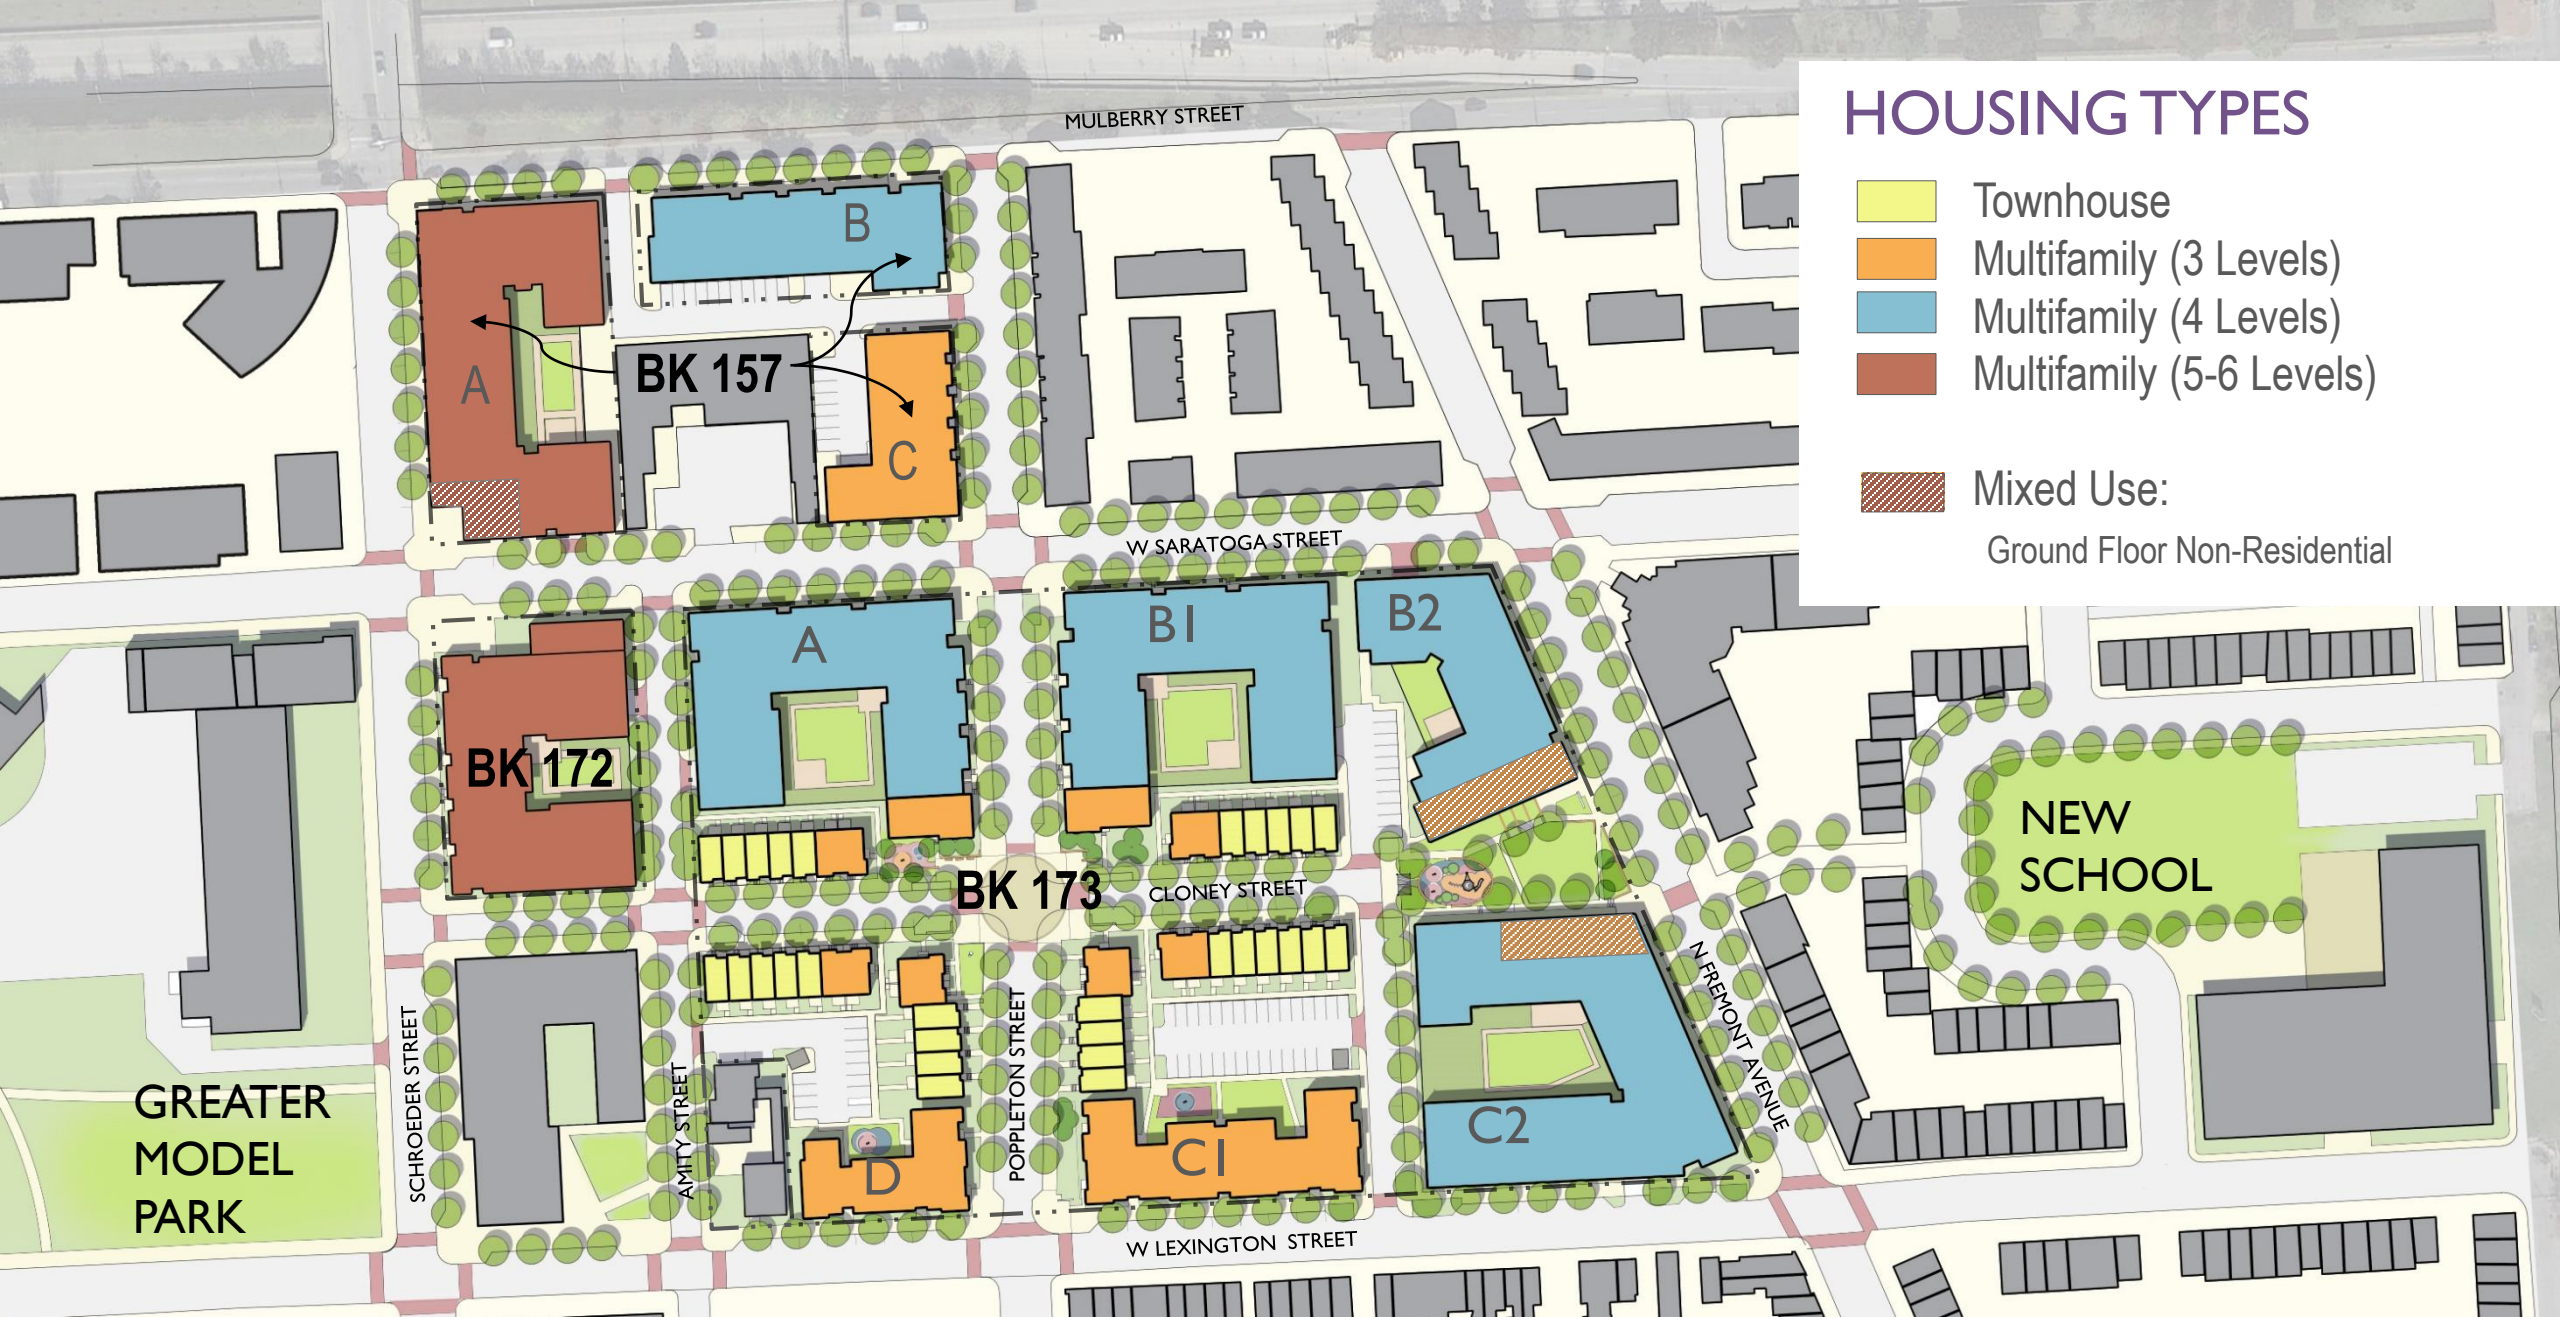 MULBERRY STREET
HOUSING TYPES
Townhouse
Multifamily (3 Levels)
Multifamily (4 Levels)
Multifamily (5-6 Levels)
Mixed Use:
Ground Floor Non-Residential
B
BK 157
A
C
W SARATOGA STREET
A
B1
B2
BK 172
BK 173
CLONEY STREET
NEW
SCHOOL
N FREMONT AVENUE
GREATER
MODEL
PARK
SCHROEDER STREET
AMITY STREET
POPPLETON STREET
D
C1
C2
W LEXINGTON STREET